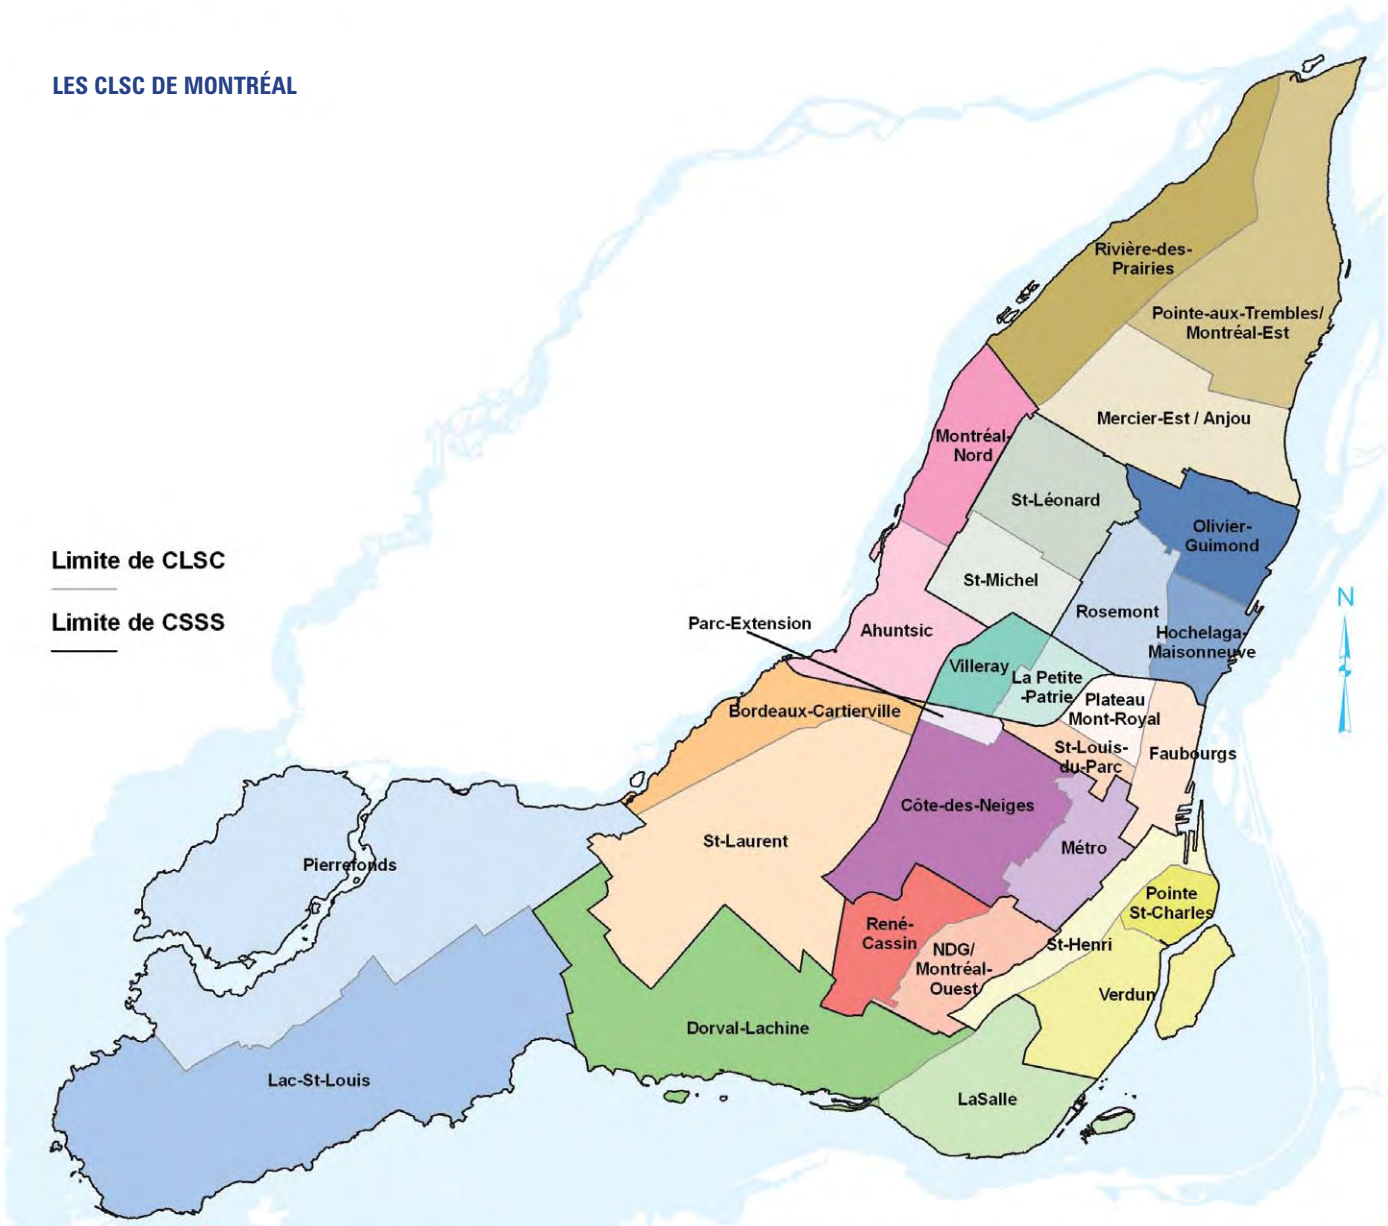 LES CLSC DE MONTRÉAL
Rivière-des-
Prairies
Pointe-aux-Trembles/
Montréal-Est
Mercier-Est / Anjou
Montréal-
Nord
St-Léonard
Olivier-
Guimond
Limite de CLSC
Limite de CSSS
St-Michel
N
Rosemont
Parc-Extension
Ahuntsic
Hochelaga-
Maisonneuve
Villeray
La Petite
-Patrie
Plateau
Mont-Royal
Bordeaux-Cartierville
St-Louis-
du-Parc
Faubourgs
Côte-des-Neiges
St-Laurent
Métro
Pierrefonds
Pointe
St-Charles
René-
Cassin
St-Henri
NDG/
Montréal-
Ouest
Verdun
Dorval-Lachine
Lac-St-Louis
LaSalle